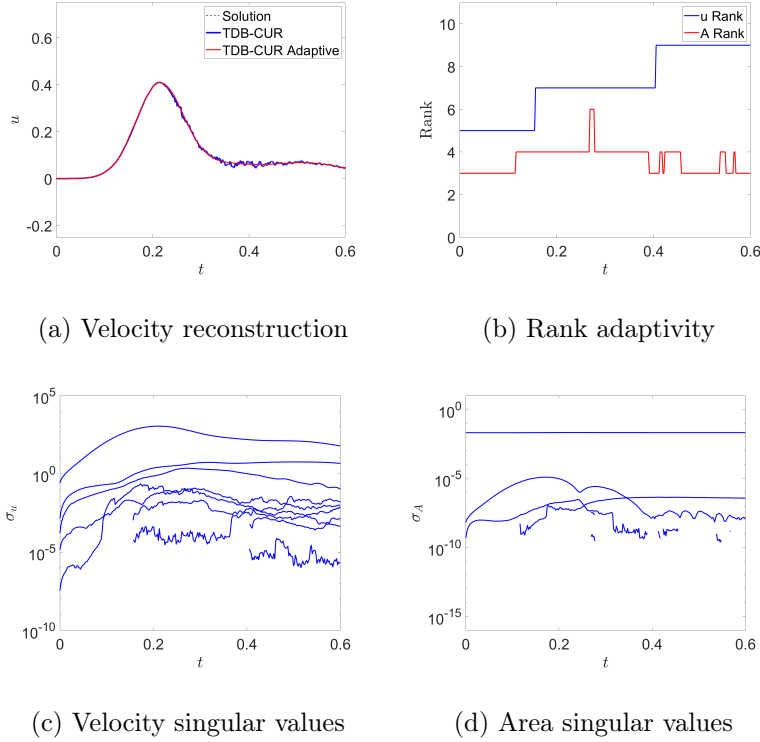 Solution
TDB-CUR
TDB-CUR Adaptive
0.6
0.4
0.2
0
-0.2
u
0
0.2
0.4
0.6
t
(a) Velocity reconstruction
u Rank
A Rank
10
8
6
4
2
0
Rank
0
0.2
0.4
0.6
t
(b) Rank adaptivity
10^5
10^0
10^-5
10^-10
σ_u
0
0.2
0.4
0.6
t
(c) Velocity singular values
10^0
10^-5
10^-10
10^-15
σ_A
0
0.2
0.4
0.6
t
(d) Area singular values